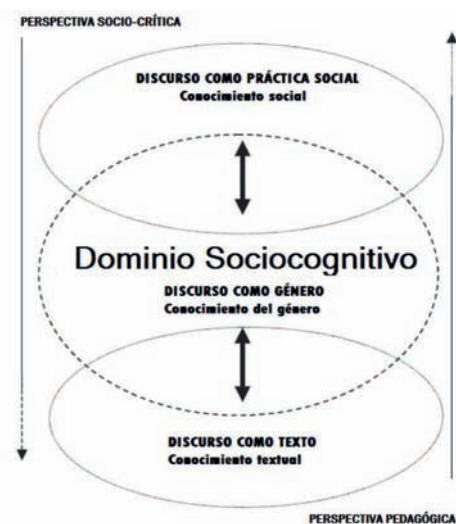 PERSPECTIVA SOCIO-CRÍTICA
DISCURSO COMO PRÁCTICA SOCIAL
Conocimiento social
Dominio Sociocognitivo
DISCURSO COMO GÉNERO
Conocimiento del género
DISCURSO COMO TEXTO
Conocimiento textual
PERSPECTIVA PEDAGÓGICA